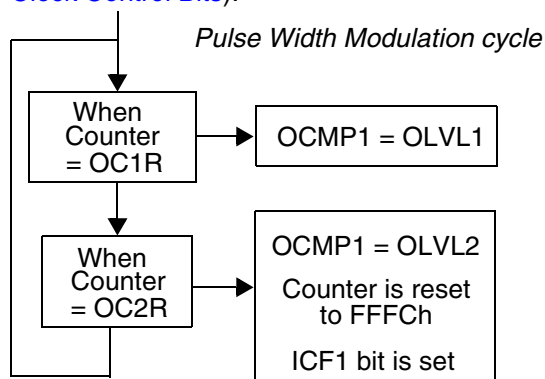 Clock Control Bits).
Pulse Width Modulation cycle
When
Counter
= OC1R
OCMP1 = OLVL1
When
Counter
= OC2R
OCMP1 = OLVL2
Counter is reset
to FFFCh
ICF1 bit is set